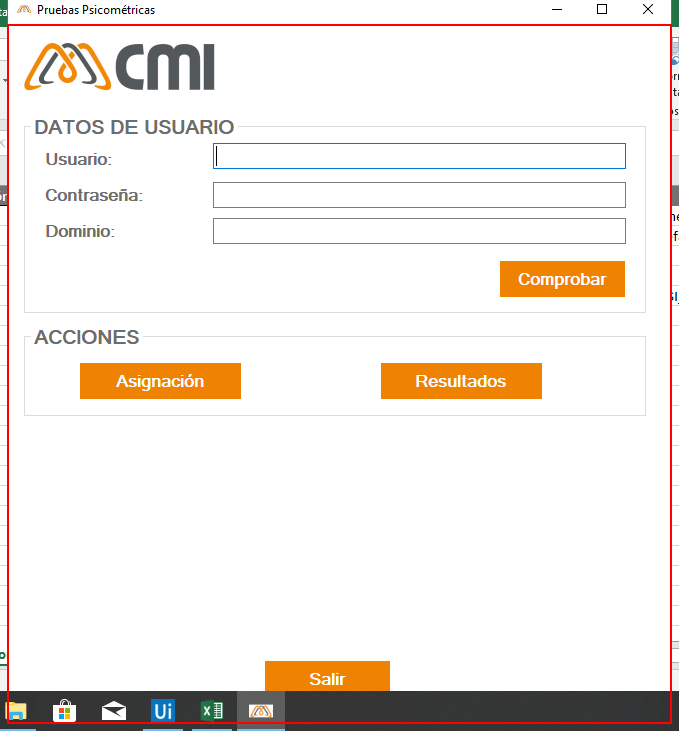 Pruebas Psicométricas
CMI
DATOS DE USUARIO
Usuario:
Contraseña:
Dominio:
Comprobar
ACCIONES
Asignación Resultados
Salir
Ui